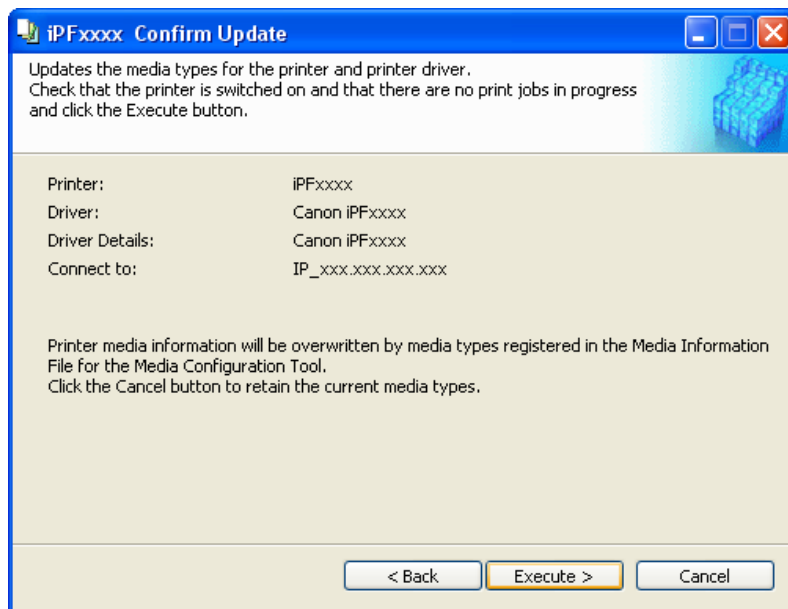 iPFxxxx  Confirm Update
Updates the media types for the printer and printer driver.
Check that the printer is switched on and that there are no print jobs in progress
and click the Execute button.
Printer: iPFxxxx
Driver: Canon iPFxxxx
Driver Details: Canon iPFxxxx
Connect to: IP_xxx.xxx.xxx.xxx
Printer media information will be overwritten by media types registered in the Media Information
File for the Media Configuration Tool.
Click the Cancel button to retain the current media types.
< Back Execute > Cancel